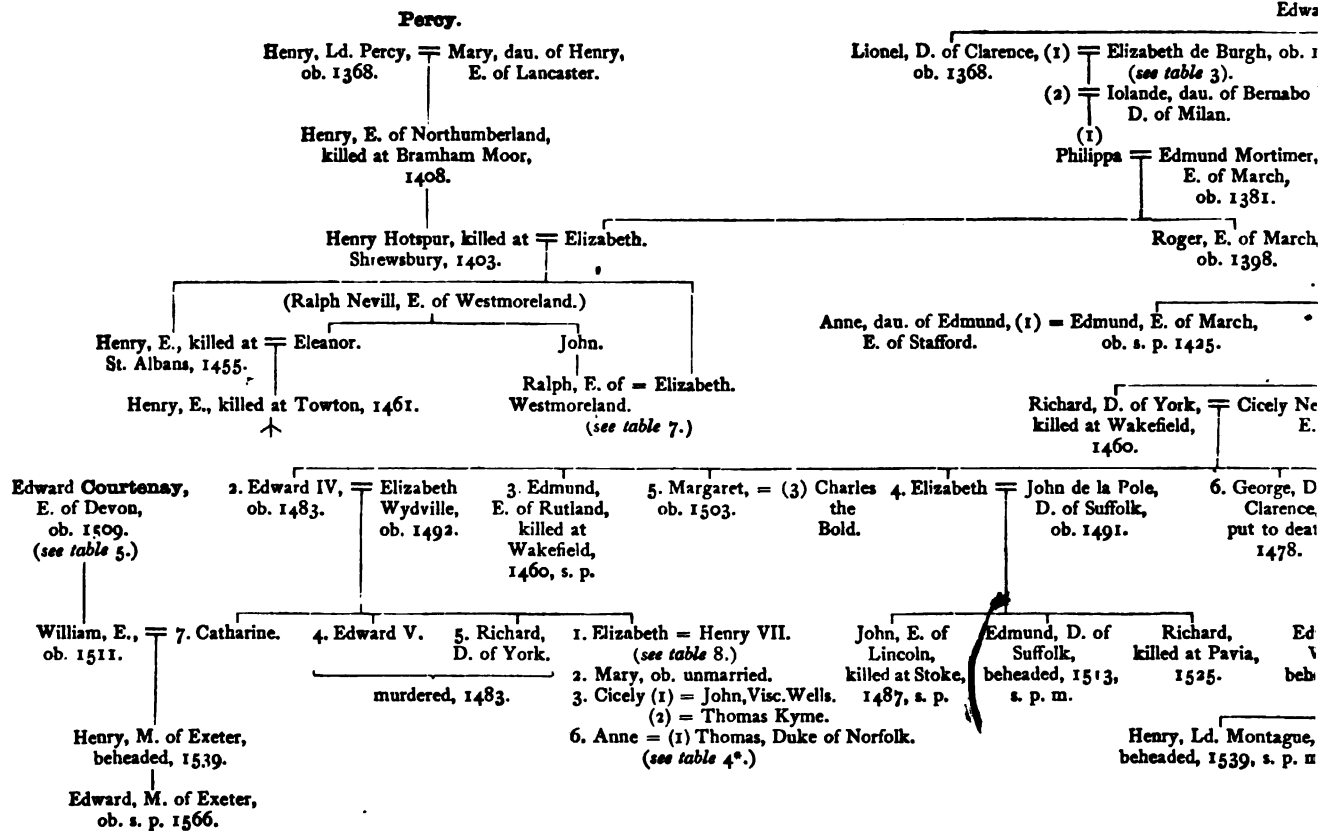 Percy.
Edwa
Henry, Ld. Percy, = Mary, dau. of Henry,
ob. 1368. E. of Lancaster.
Lionel, D. of Clarence, (1) = Elizabeth de Burgh, ob. 1
ob. 1368. (see table 3).
(2) = Iolande, dau. of Bernabo
D. of Milan.
Henry, E. of Northumberland,
killed at Bramham Moor,
1408.
(1)
Philippa = Edmund Mortimer,
E. of March,
ob. 1381.
Henry Hotspur, killed at = Elizabeth.
Shrewsbury, 1403.
Roger, E. of March,
ob. 1398.
(Ralph Nevill, E. of Westmoreland.)
Henry, E., killed at = Eleanor.
St. Albans, 1455.
John.
Anne, dau. of Edmund, (1) = Edmund, E. of March,
E. of Stafford. ob. s. p. 1425.
Henry, E., killed at Towton, 1461.
Ralph, E. of = Elizabeth.
Westmoreland.
(see table 7.)
Richard, D. of York, = Cicely Ne
killed at Wakefield, E.
1460.
Edward Courtenay,
E. of Devon,
ob. 1509.
(see table 5.)
2. Edward IV, = Elizabeth
ob. 1483. Wydville,
ob. 1492.
3. Edmund,
E. of Rutland,
killed at
Wakefield,
1460, s. p.
5. Margaret, = (3) Charles
ob. 1503. the
Bold.
4. Elizabeth = John de la Pole,
D. of Suffolk,
ob. 1491.
6. George, D
Clarence,
put to deat
1478.
William, E., = 7. Catharine.
ob. 1511.
4. Edward V.
5. Richard,
D. of York.
murdered, 1483.
1. Elizabeth = Henry VII.
(see table 8.)
2. Mary, ob. unmarried.
3. Cicely (1) = John, Visc. Wells.
(2) = Thomas Kyme.
6. Anne = (1) Thomas, Duke of Norfolk.
(see table 4*.)
John, E. of
Lincoln,
killed at Stoke,
1487, s. p.
Edmund, D. of
Suffolk,
beheaded, 1513,
s. p. m.
Richard,
killed at Pavia,
1525.
Ed
beh
Henry, M. of Exeter,
beheaded, 1539.
Henry, Ld. Montague,
beheaded, 1539, s. p. m
Edward, M. of Exeter,
ob. s. p. 1566.